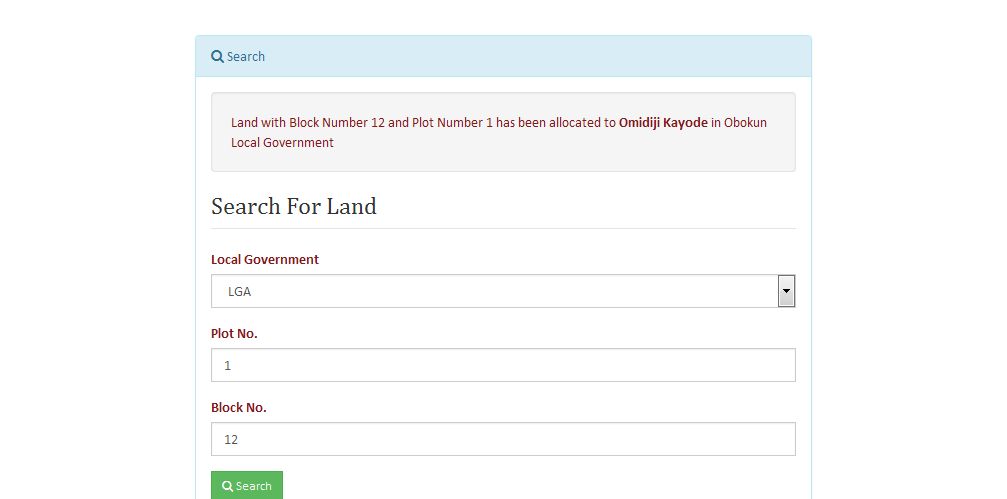 Search
Land with Block Number 12 and Plot Number 1 has been allocated to Omidiji Kayode in Obokun
Local Government
Search For Land
Local Government
LGA
Plot No.
1
Block No.
12
Search